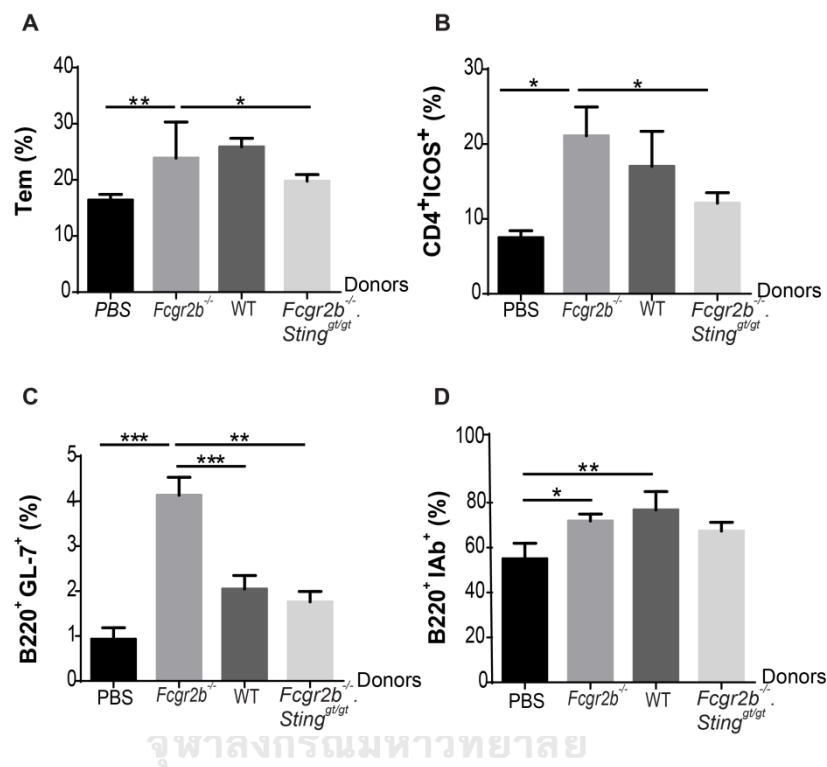 A
Tem (%)
40
30
20
10
0
**
*
PBS
Fcgr2b-/-
WT
Fcgr2b-/-.
Stinggt/gt
Donors
B
CD4+ICOS+ (%)
30
20
10
0
*
*
PBS
Fcgr2b-/-
WT
Fcgr2b-/-.
Stinggt/gt
Donors
C
B220+ GL-7+ (%)
5
4
3
2
1
0
***
**
***
PBS
Fcgr2b-/-
WT
Fcgr2b-/-.
Stinggt/gt
Donors
D
B220+ IAb+ (%)
100
80
60
40
20
0
**
*
PBS
Fcgr2b-/-
WT
Fcgr2b-/-.
Stinggt/gt
Donors
จุฬาลงกรณ์มหาวิทยาลัย